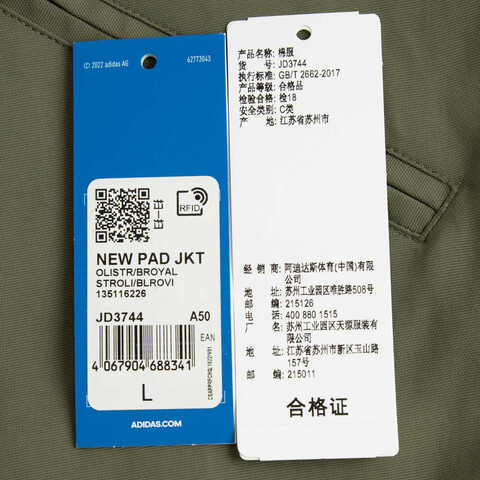 © 2022 adidas AG
62773043
RFID
NEW PAD JKT
OLISTR/BROYAL
STROLI/BLROVI
135116226
JD3744
A50
EAN
4 067904 688341
L
ADIDAS.COM
产品名称: 棉服
货 号: JD3744
执行标准: GB/T 2662-2017
产品等级: 合格品
检验合格: 检18
安全类别: C类
产 地: 江苏省苏州市
经 销 商: 阿迪达斯体育(中国)有限
公司
地 址: 苏州工业园区唯胜路508号
邮 编: 215126
电 话: 400 880 1515
厂 名: 苏州工业园区天源服装有
限公司
地 址: 江苏省苏州市新区玉山路
157号
邮 编: 215011
合格证